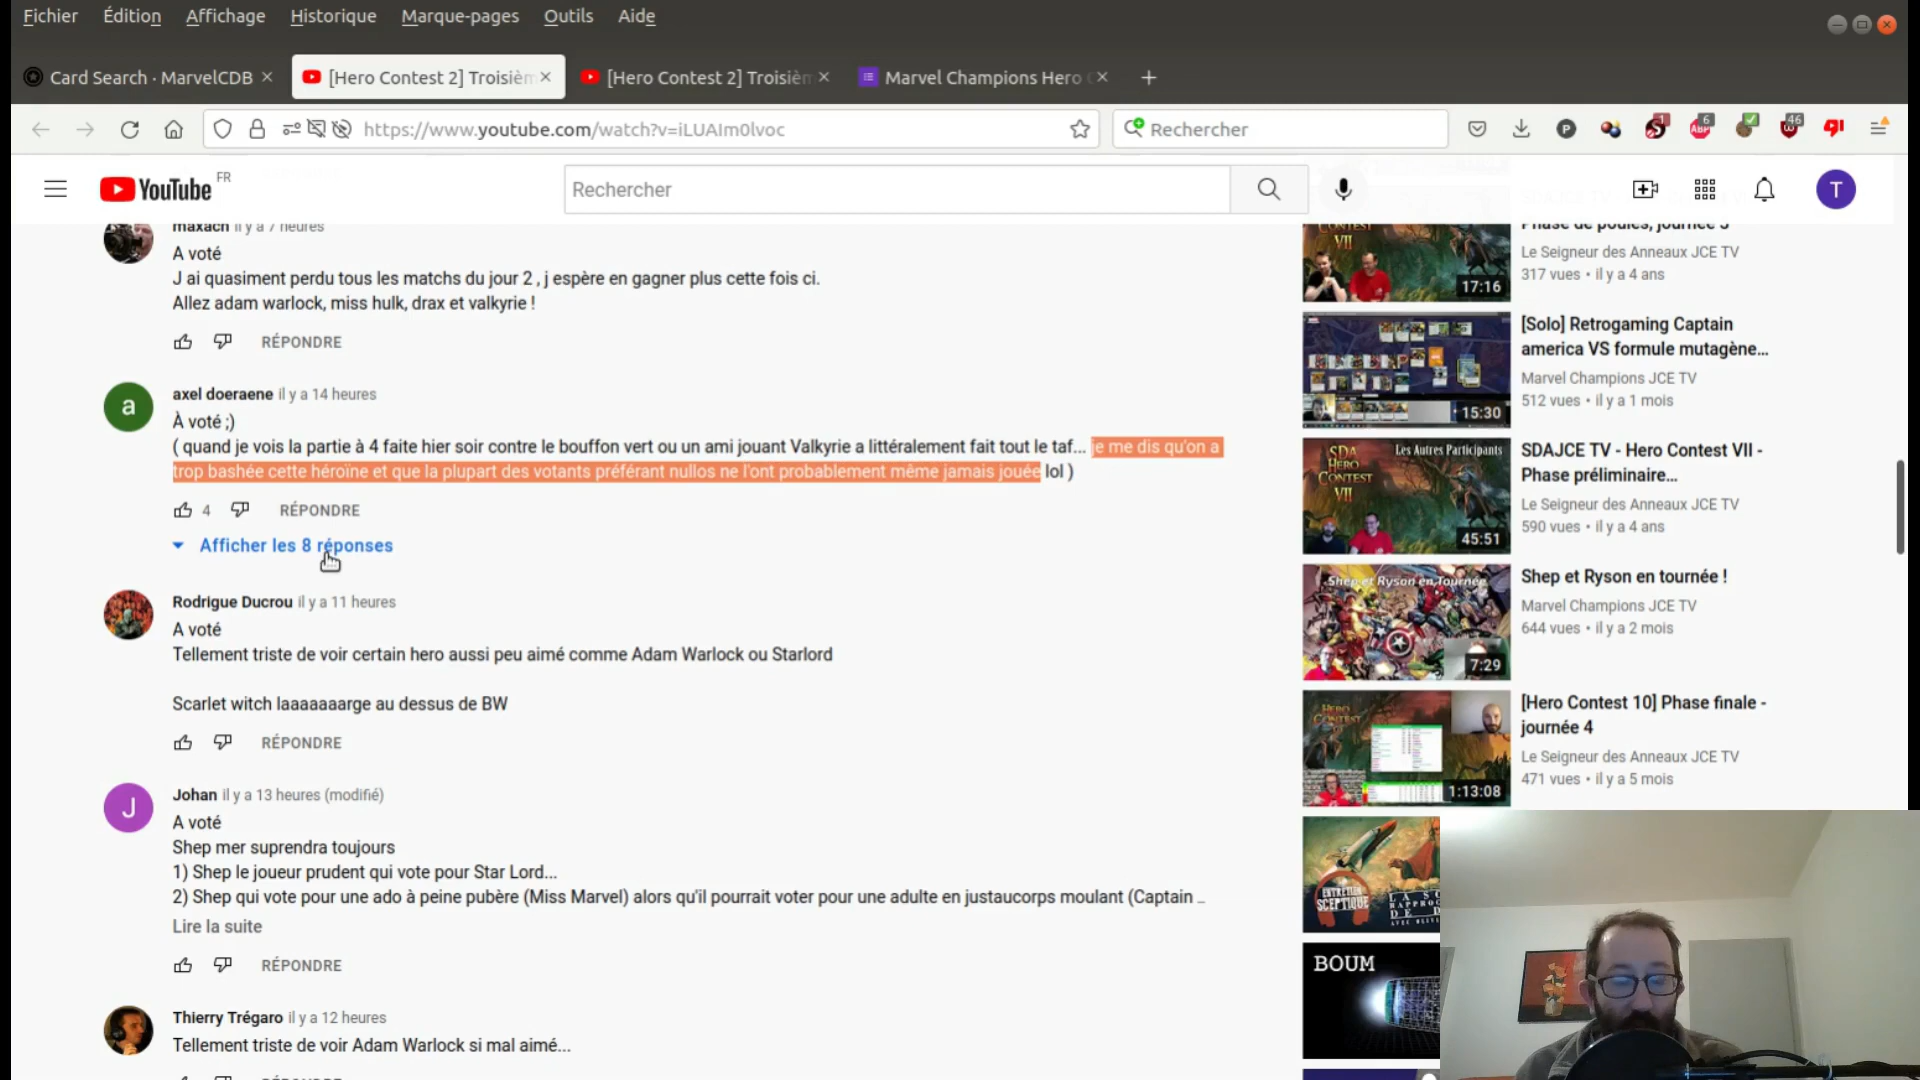 Fichier Édition Affichage Historique Marque-pages Outils Aide
Card Search · MarvelCDB
[Hero Contest 2] Troisièm
[Hero Contest 2] Troisièm
Marvel Champions Hero C
https://www.youtube.com/watch?v=iLUAIm0lvoc
Rechercher
YouTube FR
Rechercher
T
maxach il y a 7 heures
A voté
J ai quasiment perdu tous les matchs du jour 2 , j espère en gagner plus cette fois ci.
Allez adam warlock, miss hulk, drax et valkyrie !
RÉPONDRE
a
axel doeraene il y a 14 heures
À voté ;)
( quand je vois la partie à 4 faite hier soir contre le bouffon vert ou un ami jouant Valkyrie a littéralement fait tout le taf... je me dis qu'on a
trop bashée cette héroïne et que la plupart des votants préférant nullos ne l'ont probablement même jamais jouée lol )
4 RÉPONDRE
Afficher les 8 réponses
Rodrigue Ducrou il y a 11 heures
A voté
Tellement triste de voir certain hero aussi peu aimé comme Adam Warlock ou Starlord
Scarlet witch laaaaaaarge au dessus de BW
RÉPONDRE
J
Johan il y a 13 heures (modifié)
A voté
Shep mer suprendra toujours
1) Shep le joueur prudent qui vote pour Star Lord...
2) Shep qui vote pour une ado à peine pubère (Miss Marvel) alors qu'il pourrait voter pour une adulte en justaucorps moulant (Captain ...
Lire la suite
RÉPONDRE
Thierry Trégaro il y a 12 heures
Tellement triste de voir Adam Warlock si mal aimé...
RÉPONDRE
Phase de poules, journée 3
Le Seigneur des Anneaux JCE TV
317 vues • il y a 4 ans
CONTEST
VII
17:16
[Solo] Retrogaming Captain
america VS formule mutagène...
Marvel Champions JCE TV
512 vues • il y a 1 mois
15:30
SDAJCE TV - Hero Contest VII -
Phase préliminaire...
Le Seigneur des Anneaux JCE TV
590 vues • il y a 4 ans
SDA
HERO
CONTEST
VII
Les Autres Participants
45:51
Shep et Ryson en tournée !
Marvel Champions JCE TV
644 vues • il y a 2 mois
Shep et Ryson en Tournée
7:29
[Hero Contest 10] Phase finale -
journée 4
Le Seigneur des Anneaux JCE TV
471 vues • il y a 5 mois
HERO
CONTEST
1:13:08
ENTRETIEN
SCEPTIQUE
BOUM